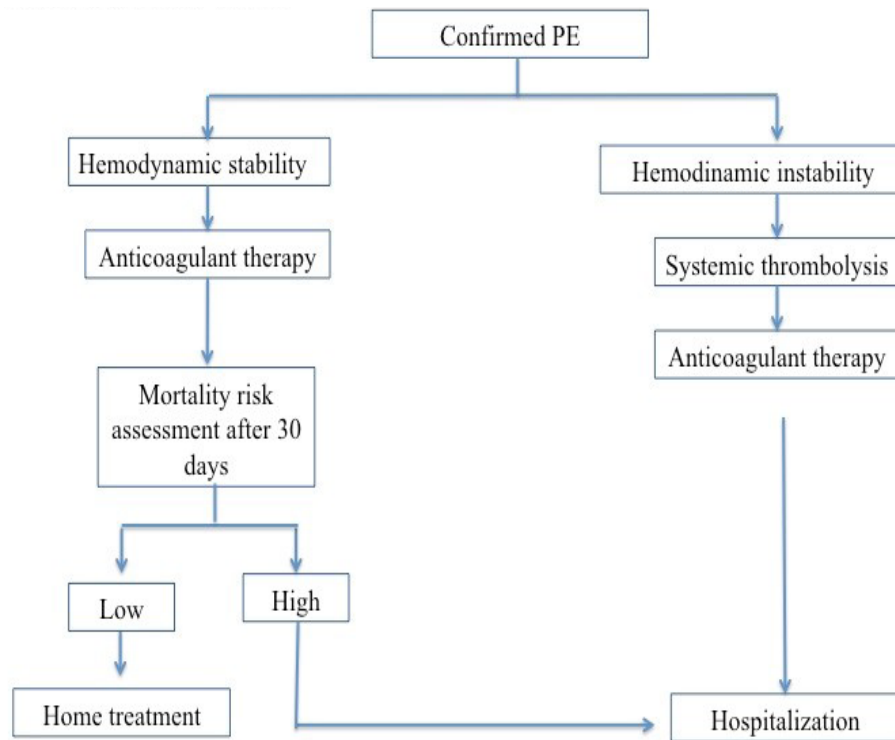 Confirmed PE
Hemodynamic stability
Hemodinamic instability
Anticoagulant therapy
Systemic thrombolysis
Anticoagulant therapy
Mortality risk
assessment after 30
days
Low
High
Home treatment
Hospitalization